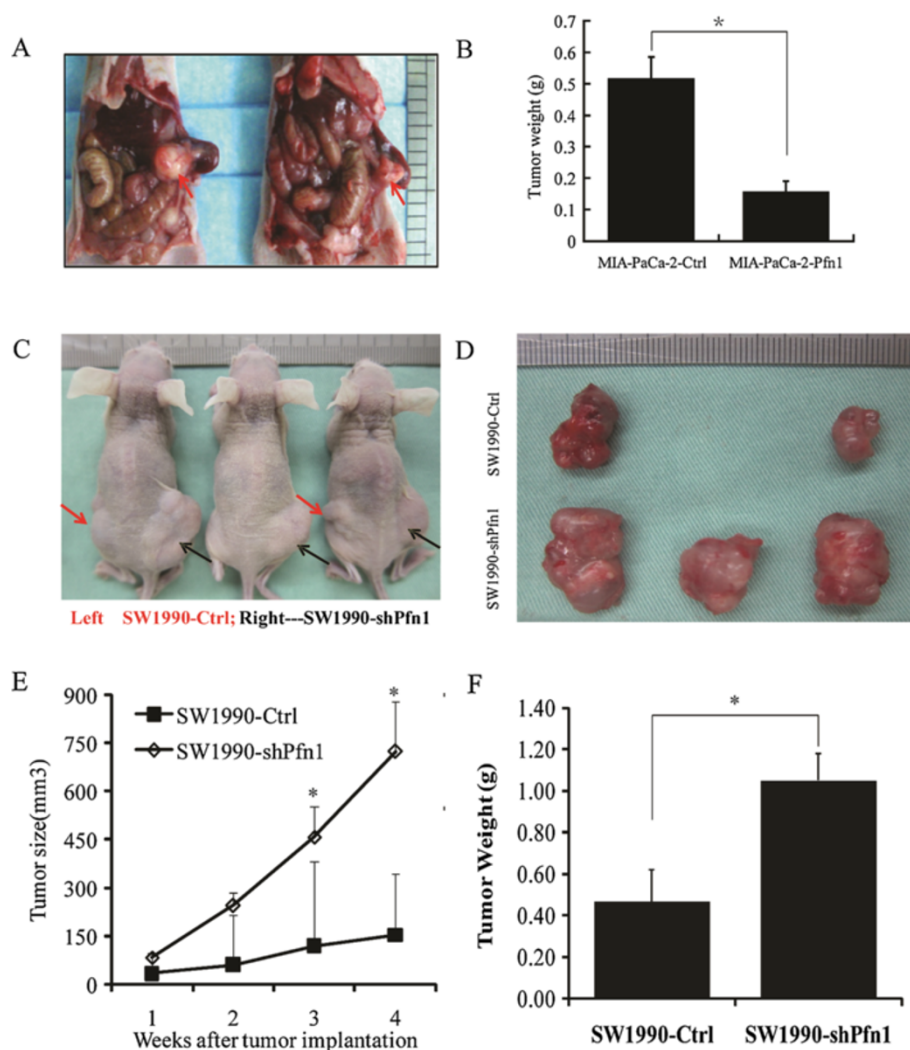 A
B
0.7
0.6
0.5
0.4
0.3
0.2
0.1
0
Tumor weight (g)
*
MIA-PaCa-2-Ctrl
MIA-PaCa-2-Pfn1
C
Left SW1990-Ctrl; Right---SW1990-shPfn1
D
SW1990-Ctrl
SW1990-shPfn1
E
900
750
600
450
300
150
0
Tumor size(mm3)
SW1990-Ctrl
SW1990-shPfn1
*
*
1 2 3 4
Weeks after tumor implantation
F
1.40
1.20
1.00
0.80
0.60
0.40
0.20
0.00
Tumor Weight (g)
*
SW1990-Ctrl
SW1990-shPfn1